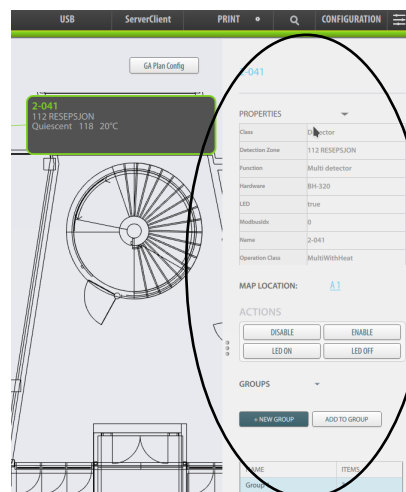 USB ServerClient PRINT CONFIGURATION
GA Plan Config
2-041
112 RESEPSJON
Quiescent 118 20°C
2-041
PROPERTIES
Class Detector
Detection Zone 112 RESEPSJON
Function Multi detector
Hardware BH-320
LED true
ModbusIdx 0
Name 2-041
Operation Class MultiWithHeat
MAP LOCATION: A 1
ACTIONS
DISABLE ENABLE
LED ON LED OFF
GROUPS
+ NEW GROUP ADD TO GROUP
NAME ITEMS
Group